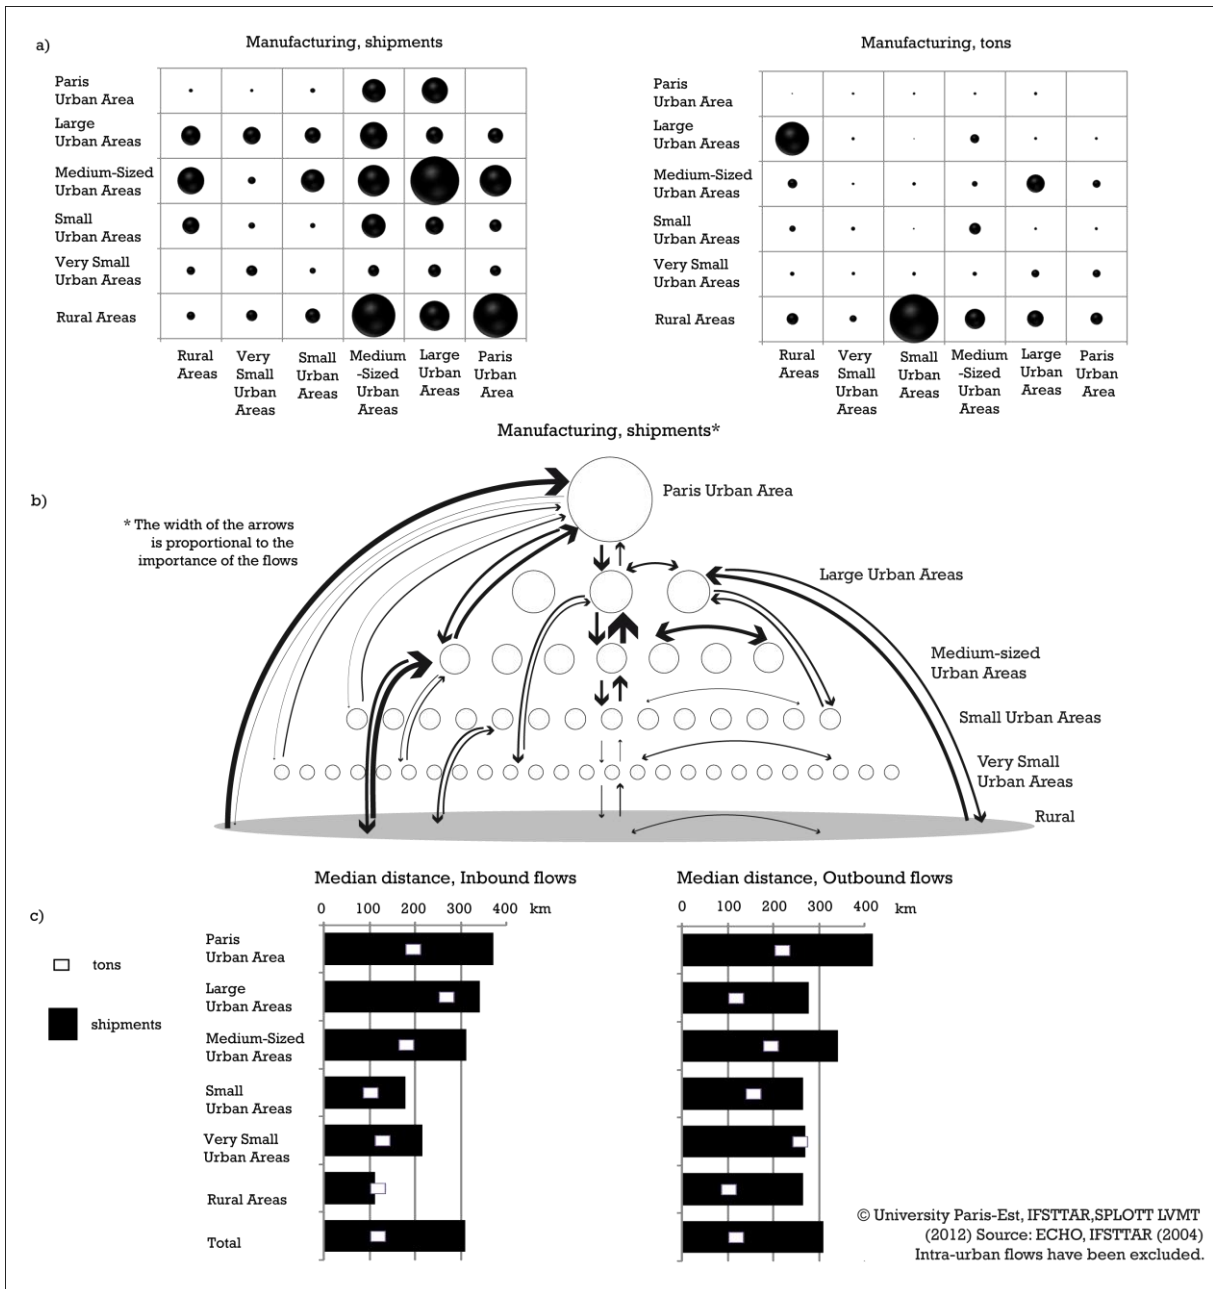 a)
Manufacturing, shipments
Paris
Urban Area
Large
Urban Areas
Medium-Sized
Urban Areas
Small
Urban Areas
Very Small
Urban Areas
Rural Areas
Rural
Areas
Very
Small
Urban
Areas
Small
Urban
Areas
Medium
-Sized
Urban
Areas
Large
Urban
Areas
Paris
Urban
Area
Manufacturing, tons
Paris
Urban Area
Large
Urban Areas
Medium-Sized
Urban Areas
Small
Urban Areas
Very Small
Urban Areas
Rural Areas
Rural
Areas
Very
Small
Urban
Areas
Small
Urban
Areas
Medium
-Sized
Urban
Areas
Large
Urban
Areas
Paris
Urban
Area
Manufacturing, shipments*
b)
* The width of the arrows
is proportional to the
importance of the flows
Paris Urban Area
Large Urban Areas
Medium-sized
Urban Areas
Small Urban Areas
Very Small
Urban Areas
Rural
c)
tons
shipments
Median distance, Inbound flows
0 100 200 300 400 km
Paris
Urban Area
Large
Urban Areas
Medium-Sized
Urban Areas
Small
Urban Areas
Very Small
Urban Areas
Rural Areas
Total
Median distance, Outbound flows
0 100 200 300 400 km
© University Paris-Est, IFSTTAR,SPLOTT LVMT
(2012) Source: ECHO, IFSTTAR (2004)
Intra-urban flows have been excluded.